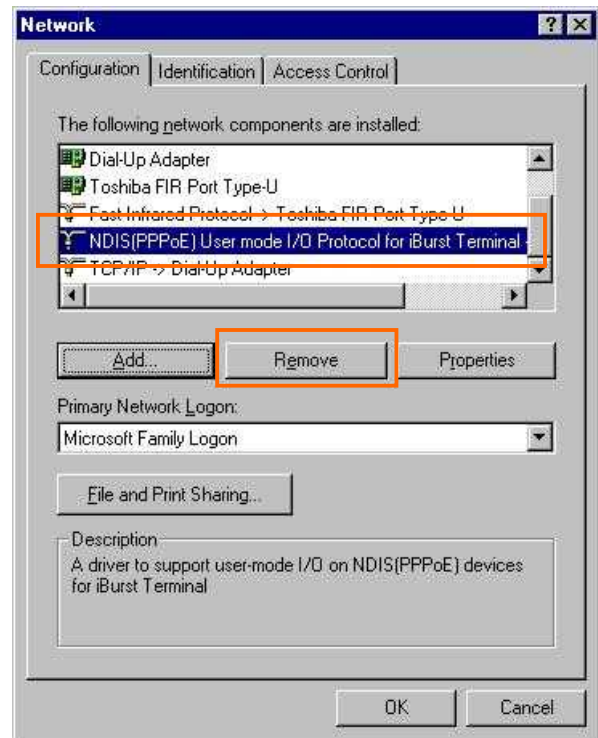 Network
Configuration Identification Access Control
The following network components are installed:
Dial-Up Adapter
Toshiba FIR Port Type-U
Fast Infrared Protocol -> Toshiba FIR Port Type-U
NDIS(PPPoE) User mode I/O Protocol for iBurst Terminal -
TCP/IP -> Dial-Up Adapter
Add... Remove Properties
Primary Network Logon:
Microsoft Family Logon
File and Print Sharing...
Description
A driver to support user-mode I/O on NDIS(PPPoE) devices
for iBurst Terminal
OK Cancel